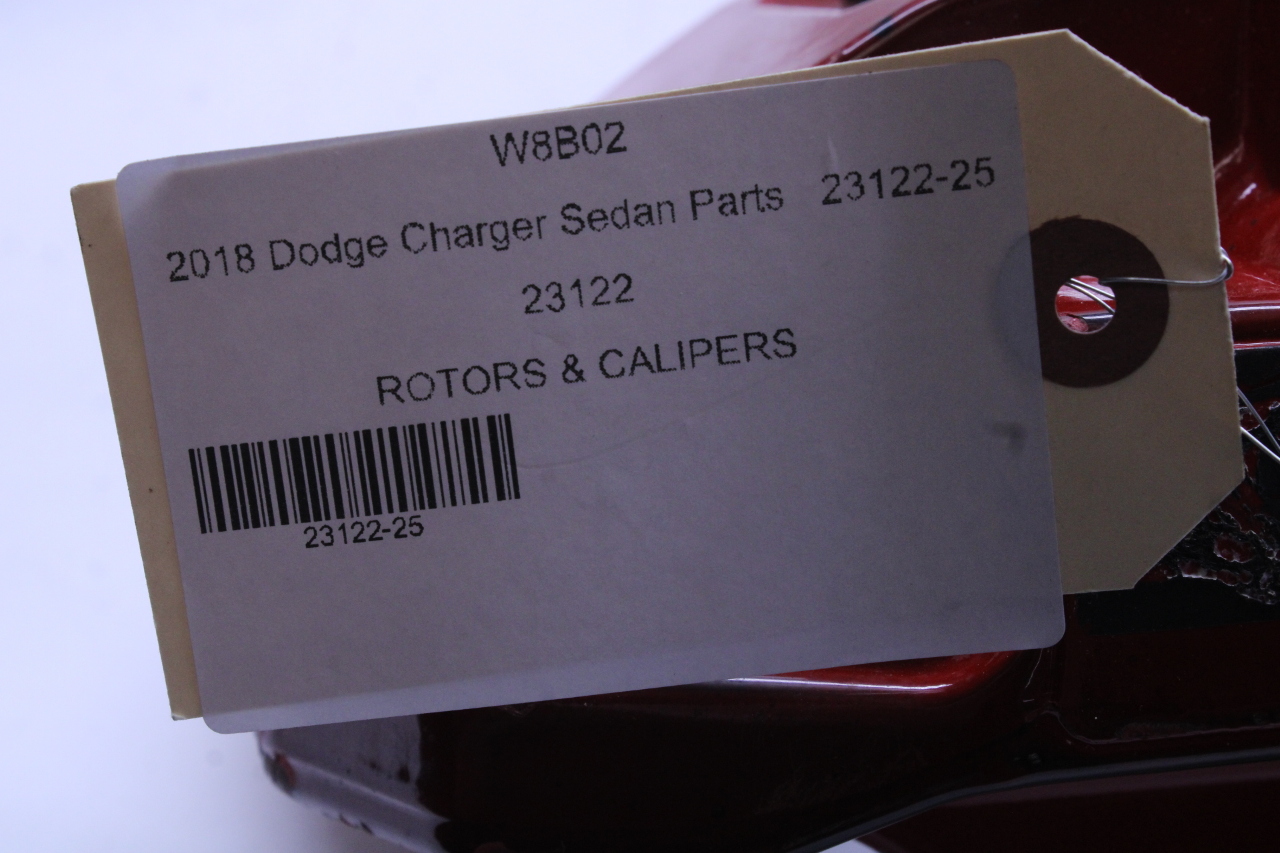 W8B02
2018 Dodge Charger Sedan Parts 23122-25
23122
ROTORS & CALIPERS
23122-25